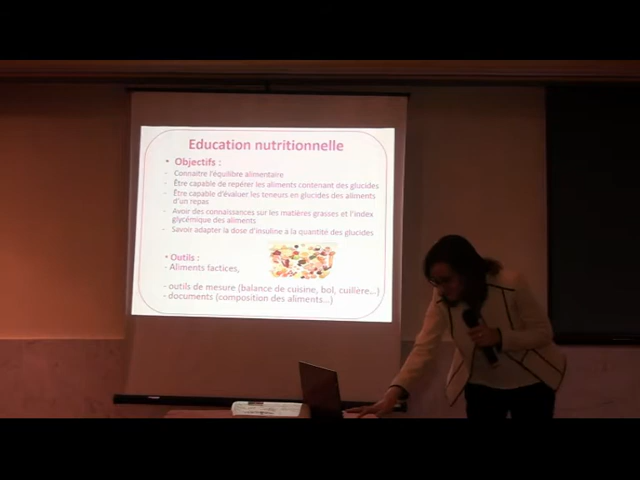 Education nutritionnelle
• Objectifs :
- Connaitre l'équilibre alimentaire
- Être capable de repérer les aliments contenant des glucides
- Être capable d'évaluer les teneurs en glucides des aliments
d'un repas
- Avoir des connaissances sur les matières grasses et l'index
glycémique des aliments
- Savoir adapter la dose d'insuline à la quantité des glucides
• Outils :
- Aliments factices,
- outils de mesure (balance de cuisine, bol, cuillère...)
- documents (composition des aliments...)